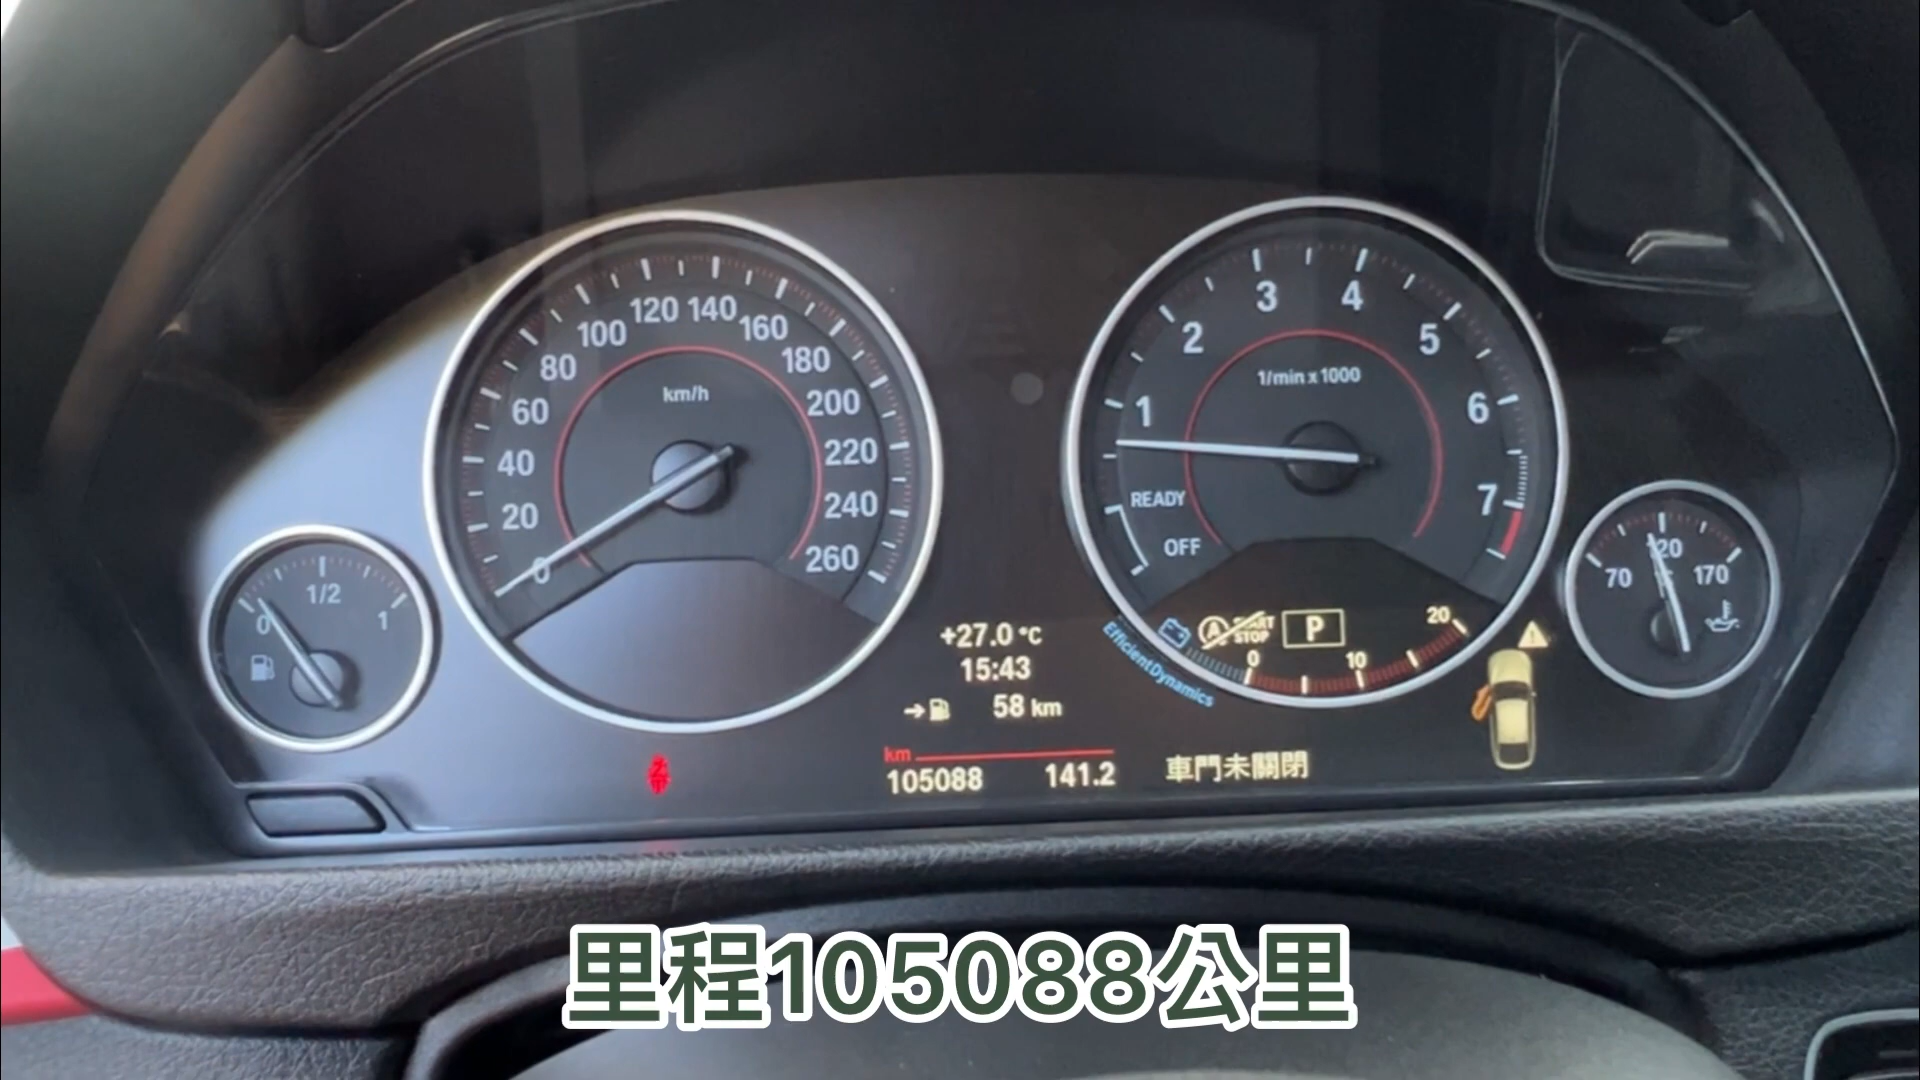 km/h
0
20
40
60
80
100
120
140
160
180
200
220
240
260
1/min x 1000
1
2
3
4
5
6
7
READY
OFF
0
1/2
1
70
120
170
+27.0 °C
15:43
58 km
EfficientDynamics
A START
STOP
P
0
10
20
km
105088 141.2
車門未關閉
里程105088公里